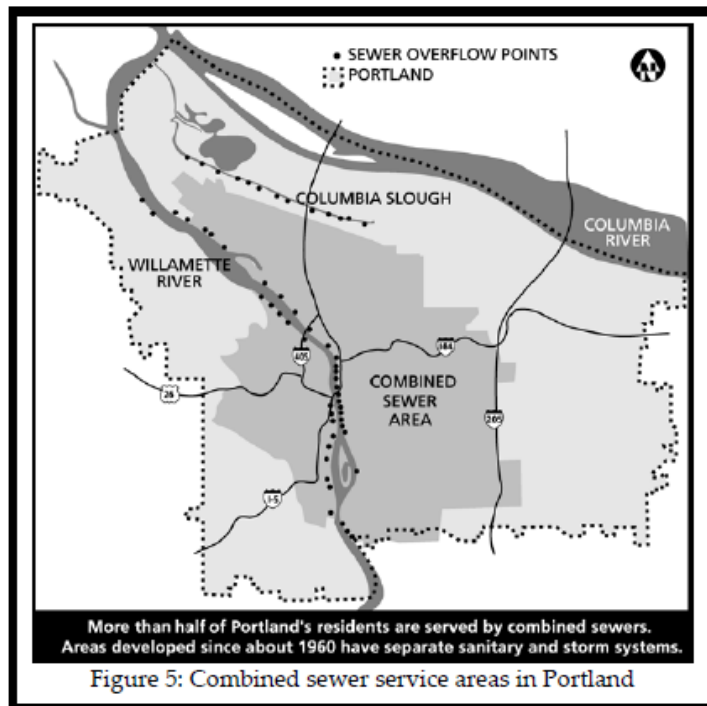 SEWER OVERFLOW POINTS
PORTLAND
N
COLUMBIA SLOUGH
COLUMBIA
RIVER
WILLAMETTE
RIVER
405
184
COMBINED
SEWER
AREA
26
205
I-5
More than half of Portland's residents are served by combined sewers.
Areas developed since about 1960 have separate sanitary and storm systems.
Figure 5: Combined sewer service areas in Portland